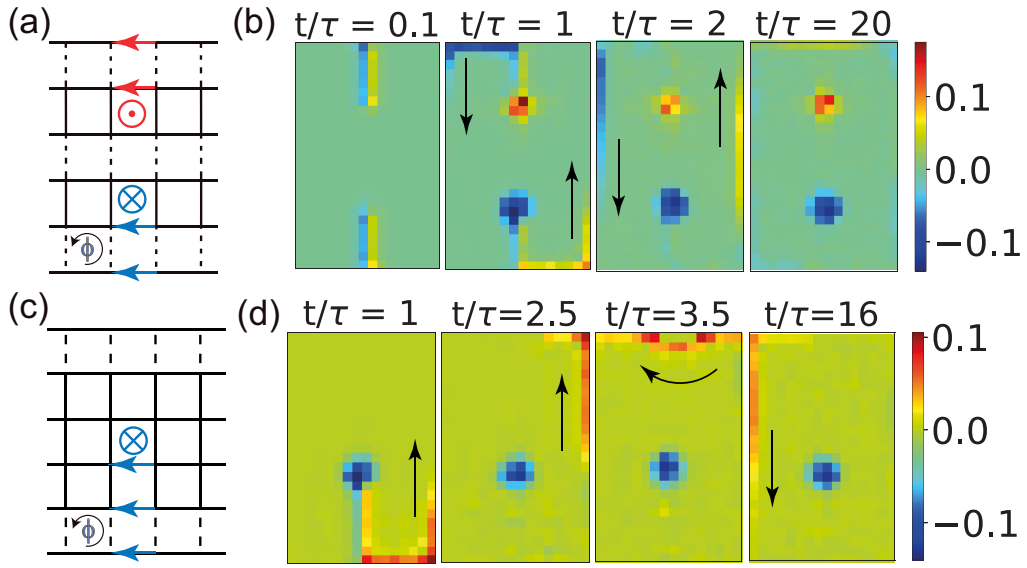 (a)
ϕ
(b)
t/τ = 0.1
t/τ = 1
t/τ = 2
t/τ = 20
0.1
0.0
−0.1
(c)
ϕ
(d)
t/τ = 1
t/τ=2.5
t/τ=3.5
t/τ=16
0.1
0.0
−0.1